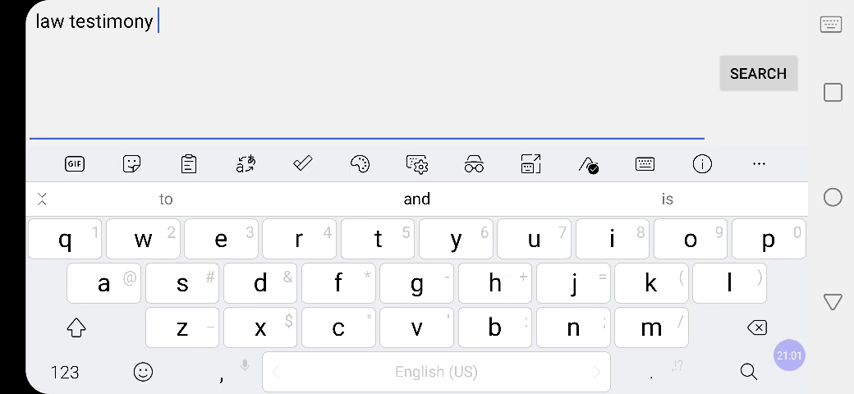 law testimony
SEARCH
GIF
to and is
q 1 w 2 e 3 r 4 t 5 y 6 u 7 i 8 o 9 p 0
a @ s # d & f * g - h + j = k ( l )
z _ x $ c " v ' b : n ; m /
21:01
123 , English (US) . .!?